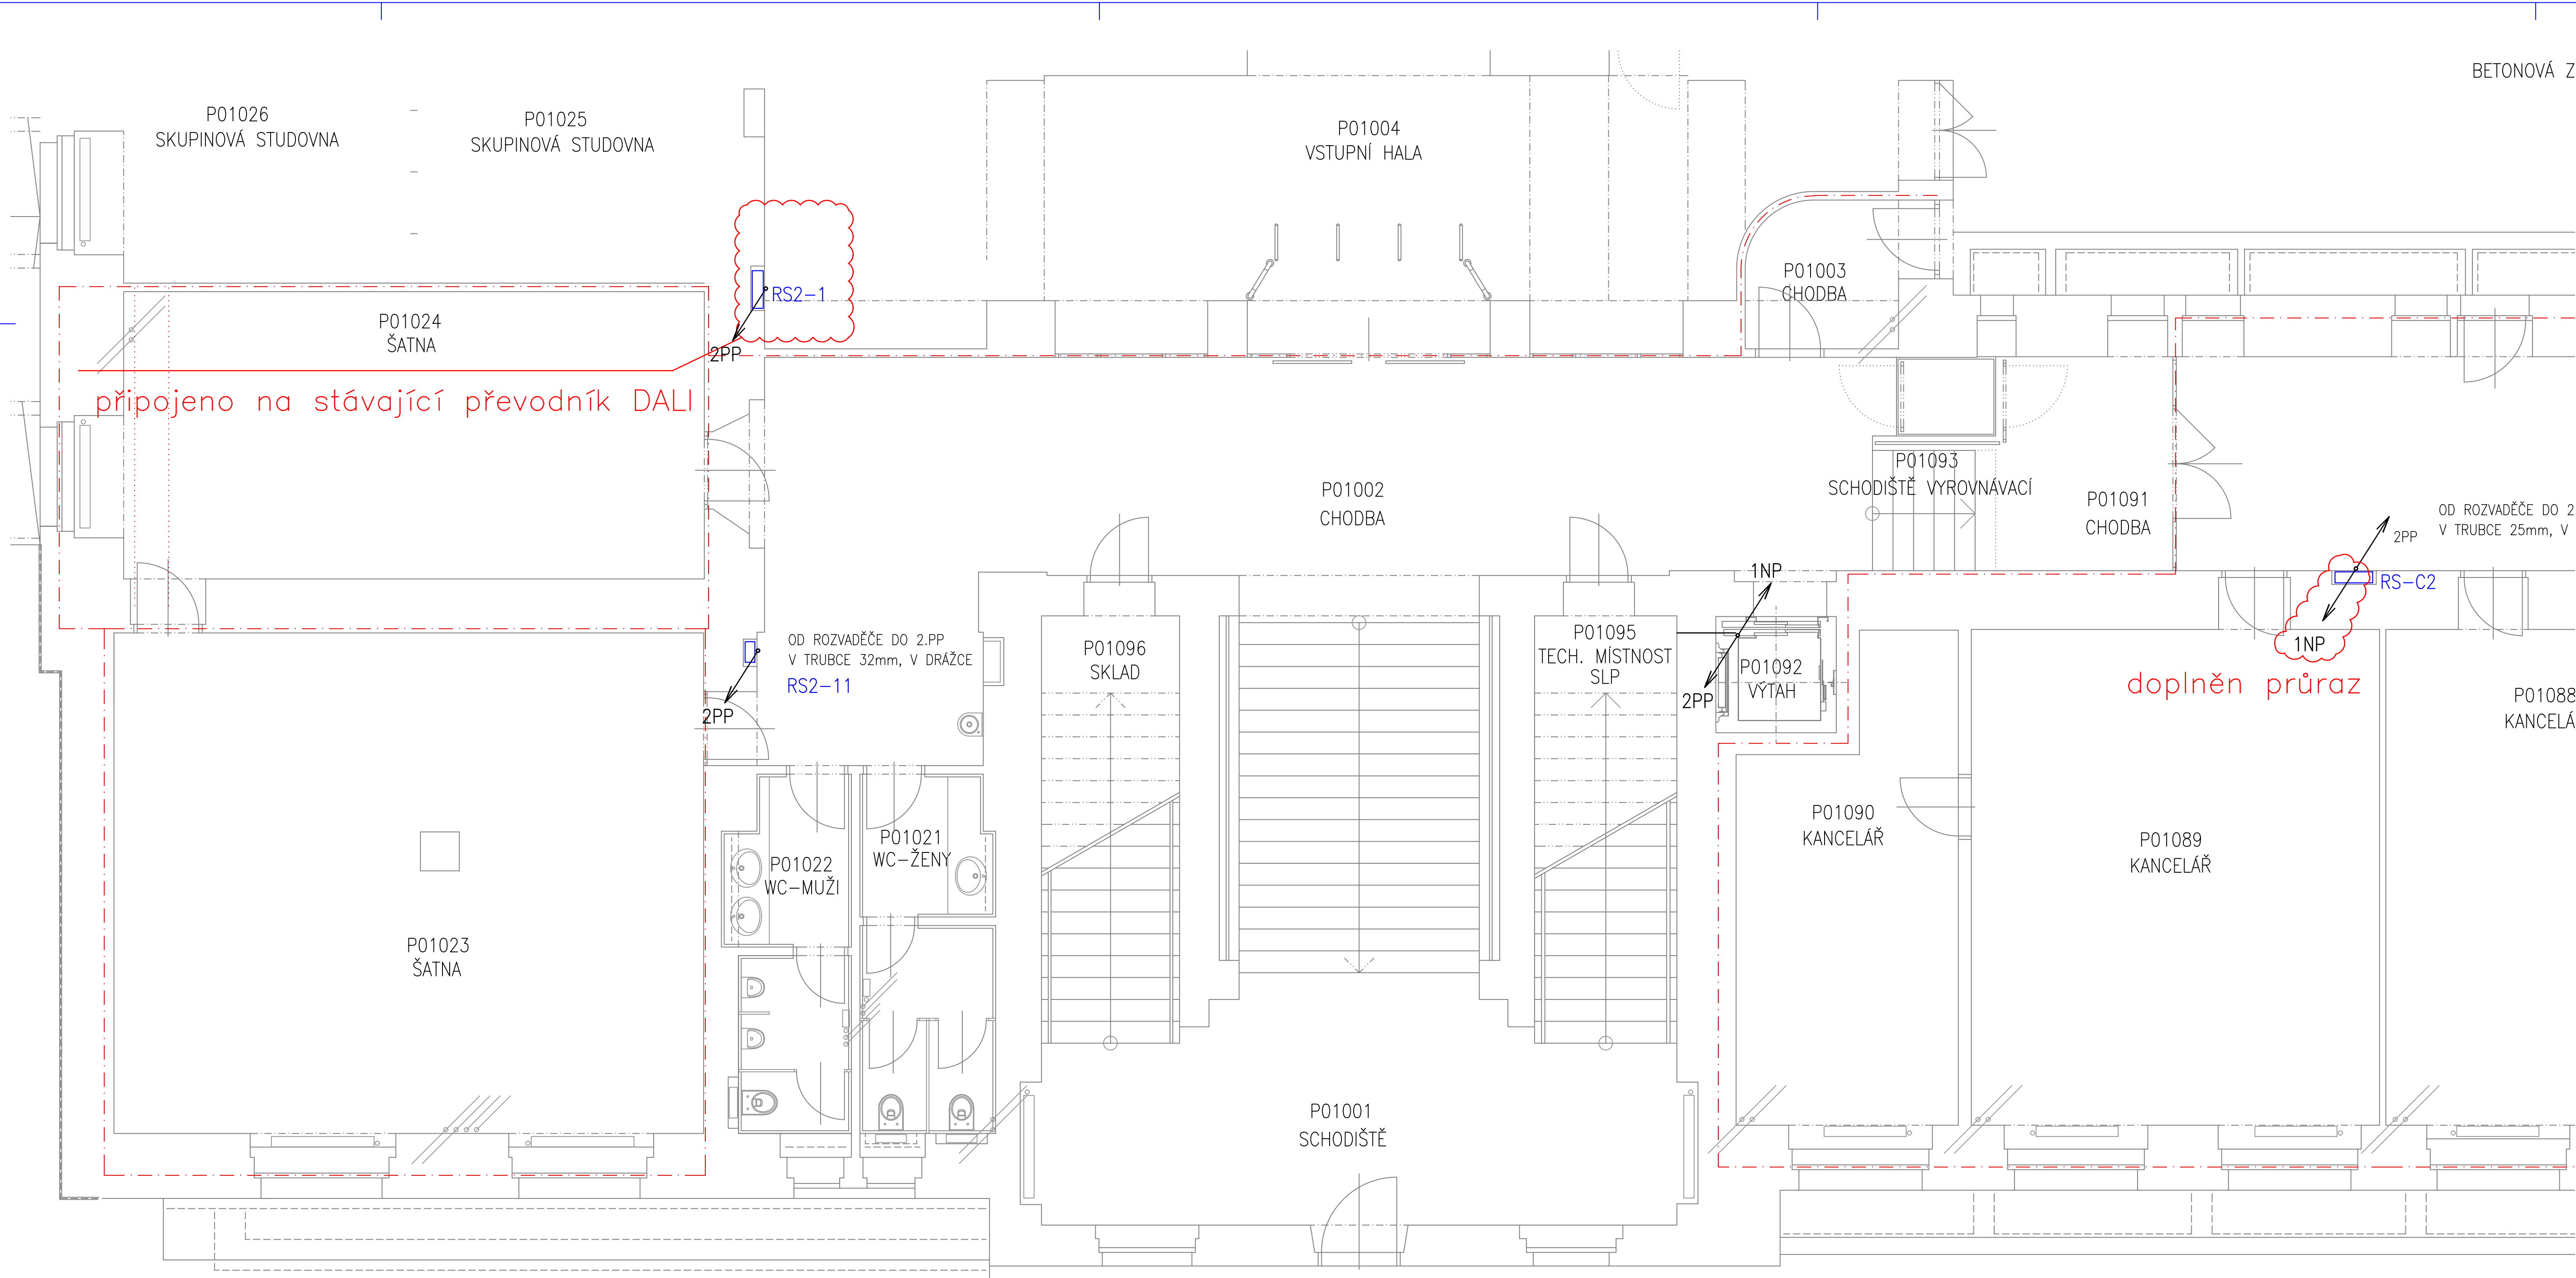 BETONOVÁ Z
P01026
SKUPINOVÁ STUDOVNA
P01025
SKUPINOVÁ STUDOVNA
P01004
VSTUPNÍ HALA
P01003
CHODBA
RS2-1
2PP
P01024
ŠATNA
připojeno na stávající převodník DALI
P01002
CHODBA
P01093
SCHODIŠTĚ VYROVNÁVACÍ
P01091
CHODBA
OD ROZVADĚČE DO 2
V TRUBCE 25mm, V
2PP
RS-C2
1NP
doplněn průraz
1NP
P01095
TECH. MÍSTNOST
SLP
P01092
VÝTAH
2PP
P01096
SKLAD
OD ROZVADĚČE DO 2.PP
V TRUBCE 32mm, V DRÁŽCE
RS2-11
2PP
P01088
KANCELÁ
P01090
KANCELÁŘ
P01089
KANCELÁŘ
P01021
WC-ŽENY
P01022
WC-MUŽI
P01023
ŠATNA
P01001
SCHODIŠTĚ